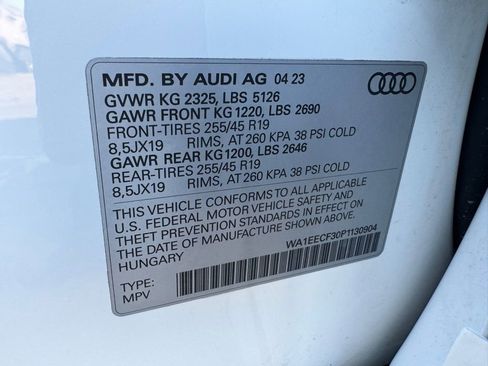 MFD. BY AUDI AG 04 23
GVWR KG 2325, LBS 5126
GAWR FRONT KG 1220, LBS 2690
FRONT-TIRES 255/45 R19
8,5JX19 RIMS, AT 260 KPA 38 PSI COLD
GAWR REAR KG 1200, LBS 2646
REAR-TIRES 255/45 R19
8,5JX19 RIMS, AT 260 KPA 38 PSI COLD
THIS VEHICLE CONFORMS TO ALL APPLICABLE
U.S. FEDERAL MOTOR VEHICLE SAFETY AND
THEFT PREVENTION STANDARDS IN EFFECT ON
THE DATE OF MANUFACTURE SHOWN ABOVE.
HUNGARY
WA1EECF30P1130904
TYPE:
MPV